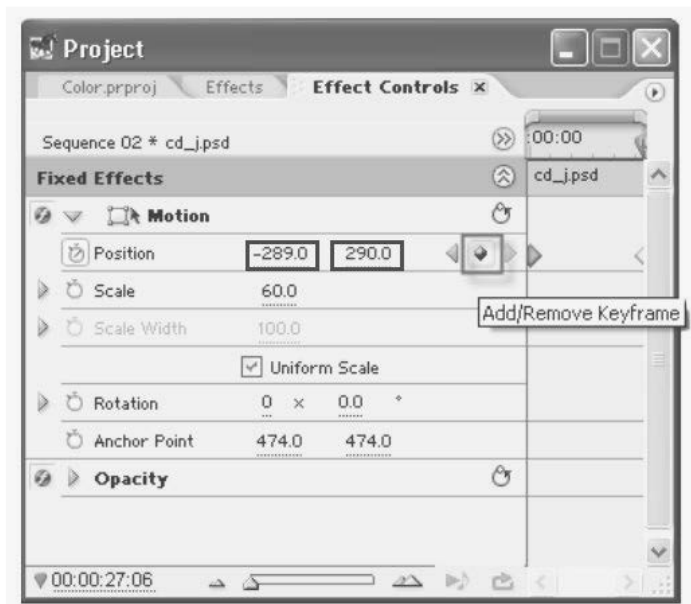 Project
Color.prproj Effects Effect Controls
Sequence 02 * cd_j.psd :00:00
Fixed Effects cd_j.psd
Motion
Position -289.0 290.0
Scale 60.0
Add/Remove Keyframe
Scale Width 100.0
Uniform Scale
Rotation 0 x 0.0 °
Anchor Point 474.0 474.0
Opacity
00:00:27:06